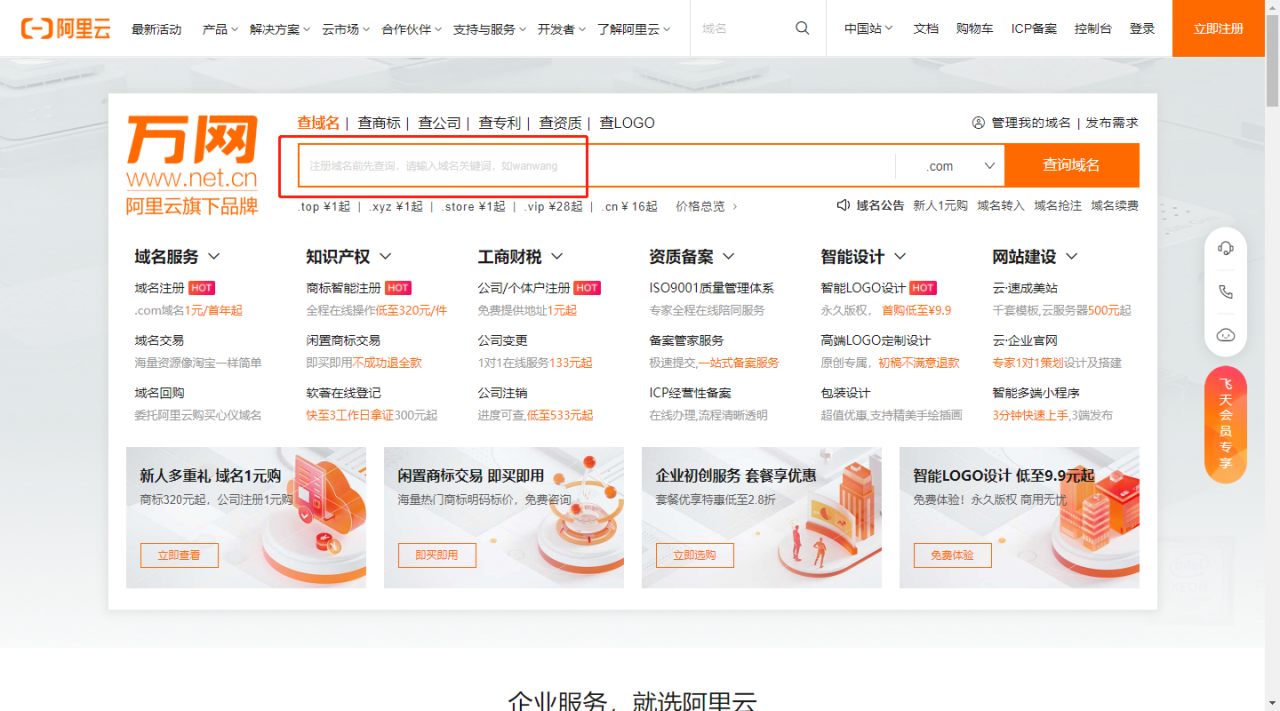 阿里云 最新活动 产品 解决方案 云市场 合作伙伴 支持与服务 开发者 了解阿里云 域名 中国站 文档 购物车 ICP备案 控制台 登录 立即注册
万网
www.net.cn
阿里云旗下品牌
查域名 | 查商标 | 查公司 | 查专利 | 查资质 | 查LOGO
管理我的域名 | 发布需求
注册域名前先查询，请输入域名关键词，如wanwang .com 查询域名
.top ¥1起 | .xyz ¥1起 | .store ¥1起 | .vip ¥28起 | .cn ¥ 16起 价格总览 ›
域名公告 新人1元购 域名转入 域名抢注 域名续费
域名服务 知识产权 工商财税 资质备案 智能设计 网站建设
域名注册 HOT 商标智能注册 HOT 公司/个体户注册 HOT ISO9001质量管理体系 智能LOGO设计 HOT 云·速成美站
.com域名1元/首年起 全程在线操作低至320元/件 免费提供地址1元起 专家全程在线陪同服务 永久版权， 首购低至¥9.9 千套模板,云服务器500元起
域名交易 闲置商标交易 公司变更 备案管家服务 高端LOGO定制设计 云·企业官网
海量资源像淘宝一样简单 即买即用不成功退全款 1对1在线服务133元起 极速提交,一站式备案服务 原创专属，初稿不满意退款 专家1对1策划设计及搭建
域名回购 软著在线登记 公司注销 ICP经营性备案 包装设计 智能多端小程序
委托阿里云购买心仪域名 快至3工作日拿证300元起 进度可查,低至533元起 在线办理,流程清晰透明 超值优惠,支持精美手绘插画 3分钟快速上手,3端发布
新人多重礼 域名1元购 闲置商标交易 即买即用 企业初创服务 套餐享优惠 智能LOGO设计 低至9.9元起
商标320元起，公司注册1元购 海量热门商标明码标价，免费咨询 套餐优享特惠低至2.8折 免费体验！永久版权 商用无忧
立即查看 即买即用 立即选购 免费体验
飞天会员专享
企业服务，就选阿里云